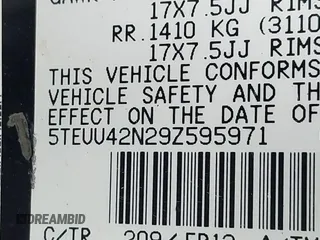 17X7.5JJ RIMS
RR.1410 KG (3110
17X7.5JJ RIMS
THIS VEHICLE CONFORMS
VEHICLE SAFETY AND TH
EFFECT ON THE DATE OF
5TEUU42N29Z595971
C/TR
DREAMBID